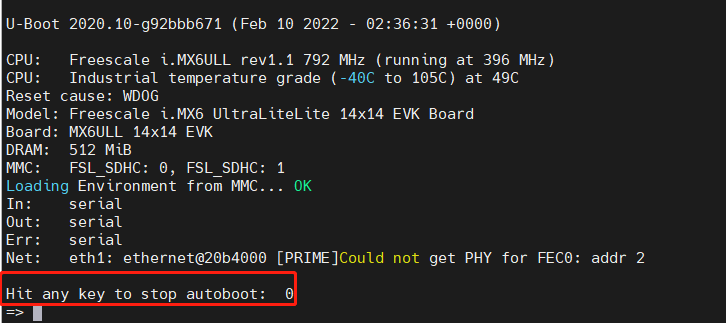 U-Boot 2020.10-g92bbb671 (Feb 10 2022 - 02:36:31 +0000)
CPU:   Freescale i.MX6ULL rev1.1 792 MHz (running at 396 MHz)
CPU:   Industrial temperature grade (-40C to 105C) at 49C
Reset cause: WDOG
Model: Freescale i.MX6 UltraLiteLite 14x14 EVK Board
Board: MX6ULL 14x14 EVK
DRAM:  512 MiB
MMC:   FSL_SDHC: 0, FSL_SDHC: 1
Loading Environment from MMC... OK
In:    serial
Out:   serial
Err:   serial
Net:   eth1: ethernet@20b4000 [PRIME]Could not get PHY for FEC0: addr 2
Hit any key to stop autoboot:  0
=>